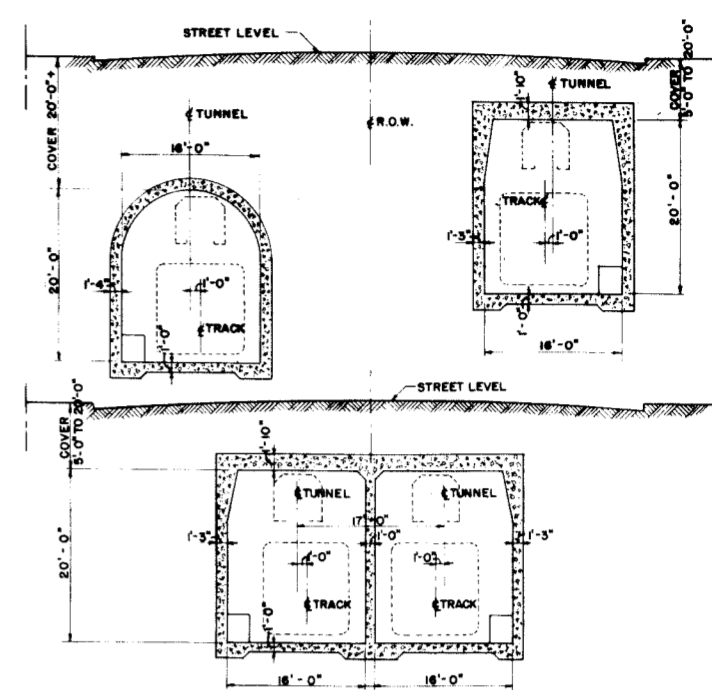 STREET LEVEL
COVER 20'-0"+
℄ TUNNEL
℄ R.O.W.
16'-0"
20'-0"
1'-4"
1'-0"
℄ TRACK
1'-0"
COVER
5'-0" TO 20'-0"
1'-10"
℄ TUNNEL
TRACK ℄
20'-0"
1'-3"
1'-0"
1'-0"
16'-0"
STREET LEVEL
COVER
5'-0" TO 20'-0"
1'-10"
℄ TUNNEL
℄ TUNNEL
17'-0"
1'-3"
1'-0"
1'-3"
20'-0"
1'-0"
1'-0"
℄ TRACK
℄ TRACK
1'-0"
16'-0"
16'-0"